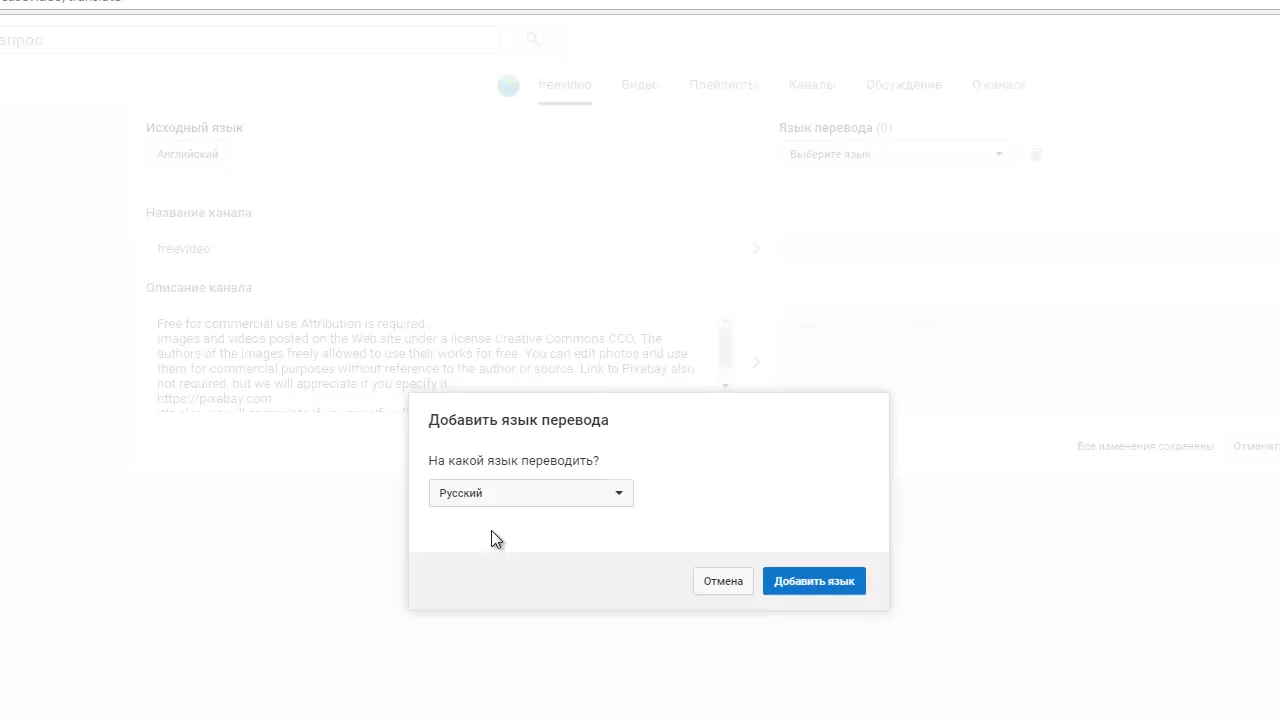 апрос
freevideo Видео Плейлисты Каналы Обсуждение О канале
Исходный язык
Английский
Язык перевода (0)
Выберите язык
Название канала
freevideo
Описание канала
Free for commercial use Attribution is required.
Images and videos posted on the Web site under a license Creative Commons CC0. The
authors of the images freely allowed to use their works for free. You can edit photos and use
them for commercial purposes without reference to the author or source. Link to Pixabay also
not required, but we will appreciate if you specify it.
https://pixabay.com
Все изменения сохранены.
Отменит
Добавить язык перевода
На какой язык переводить?
Русский
Отмена
Добавить язык